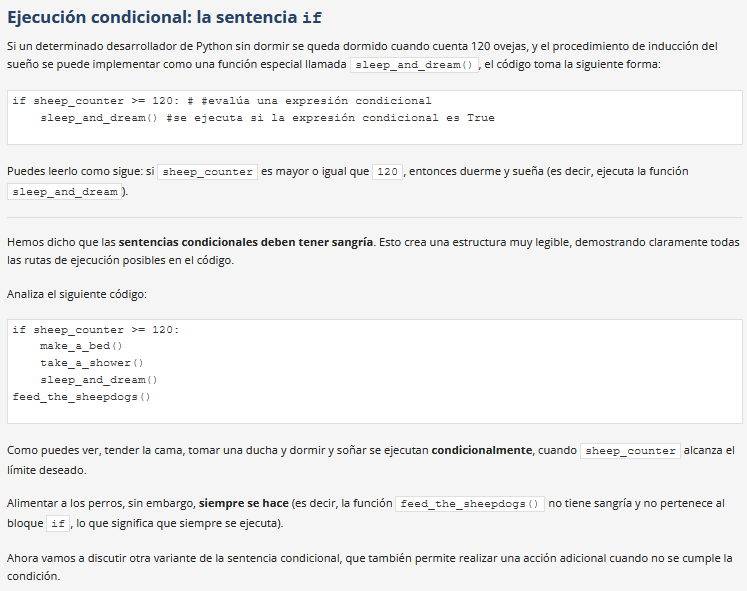 Ejecución condicional: la sentencia if
Si un determinado desarrollador de Python sin dormir se queda dormido cuando cuenta 120 ovejas, y el procedimiento de inducción del
sueño se puede implementar como una función especial llamada sleep_and_dream(), el código toma la siguiente forma:
if sheep_counter >= 120: # #evalúa una expresión condicional
    sleep_and_dream() #se ejecuta si la expresión condicional es True
Puedes leerlo como sigue: si sheep_counter es mayor o igual que 120, entonces duerme y sueña (es decir, ejecuta la función
sleep_and_dream).
Hemos dicho que las sentencias condicionales deben tener sangría. Esto crea una estructura muy legible, demostrando claramente todas
las rutas de ejecución posibles en el código.
Analiza el siguiente código:
if sheep_counter >= 120:
    make_a_bed()
    take_a_shower()
    sleep_and_dream()
feed_the_sheepdogs()
Como puedes ver, tender la cama, tomar una ducha y dormir y soñar se ejecutan condicionalmente, cuando sheep_counter alcanza el
límite deseado.
Alimentar a los perros, sin embargo, siempre se hace (es decir, la función feed_the_sheepdogs() no tiene sangría y no pertenece al
bloque if, lo que significa que siempre se ejecuta).
Ahora vamos a discutir otra variante de la sentencia condicional, que también permite realizar una acción adicional cuando no se cumple la
condición.